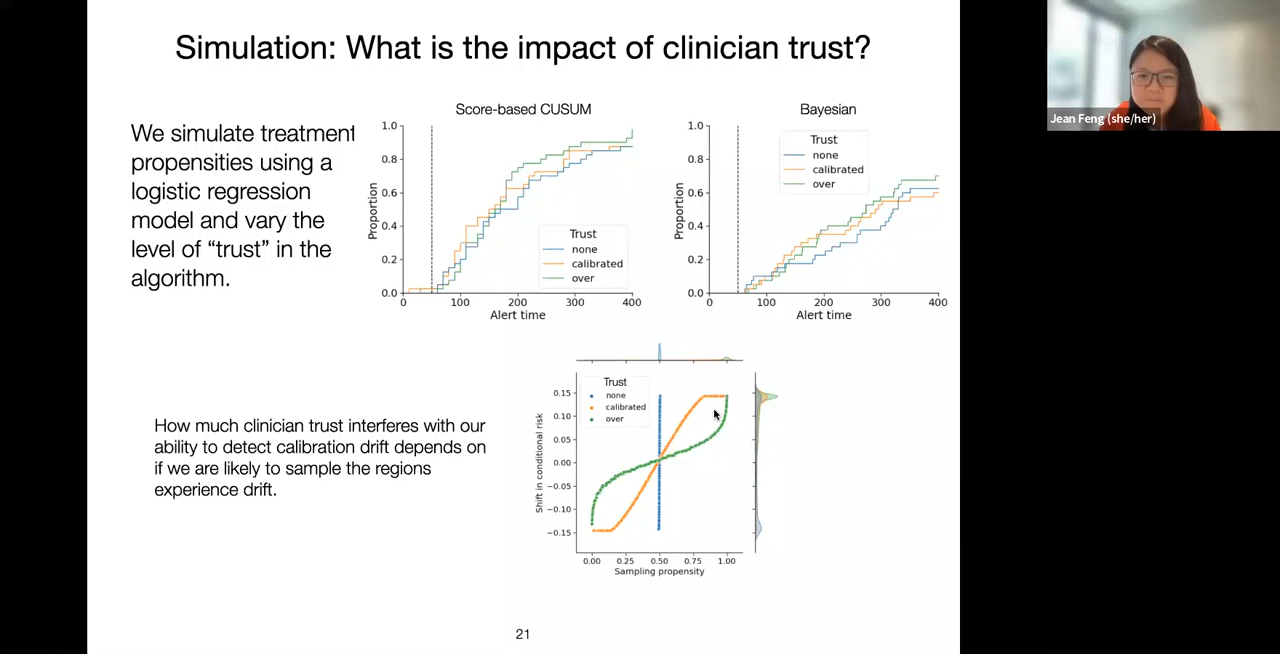 Simulation: What is the impact of clinician trust?
Jean Feng (she/her)
We simulate treatment
propensities using a
logistic regression
model and vary the
level of “trust” in the
algorithm.
Score-based CUSUM
1.0
0.8
0.6
0.4
0.2
0.0
Proportion
Trust
none
calibrated
over
0
100
200
300
400
Alert time
Bayesian
1.0
0.8
0.6
0.4
0.2
0.0
Proportion
Trust
none
calibrated
over
0
100
200
300
400
Alert time
How much clinician trust interferes with our
ability to detect calibration drift depends on
if we are likely to sample the regions
experience drift.
Trust
none
calibrated
over
0.15
0.10
0.05
0.00
−0.05
−0.10
−0.15
Shift in conditional risk
0.00
0.25
0.50
0.75
1.00
Sampling propensity
21